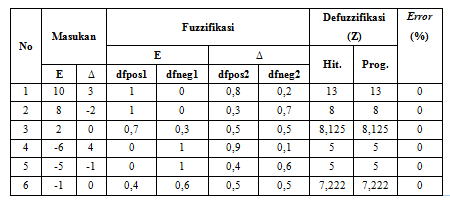 No Masukan Fuzzifikasi Defuzzifikasi (Z) Error (%)
E Δ Hit. Prog.
E Δ dfpos1 dfneg1 dfpos2 dfneg2
1 10 3 1 0 0,8 0,2 13 13 0
2 8 -2 1 0 0,3 0,7 8 8 0
3 2 0 0,7 0,3 0,5 0,5 8,125 8,125 0
4 -6 4 0 1 0,9 0,1 5 5 0
5 -5 -1 0 1 0,4 0,6 5 5 0
6 -1 0 0,4 0,6 0,5 0,5 7,222 7,222 0